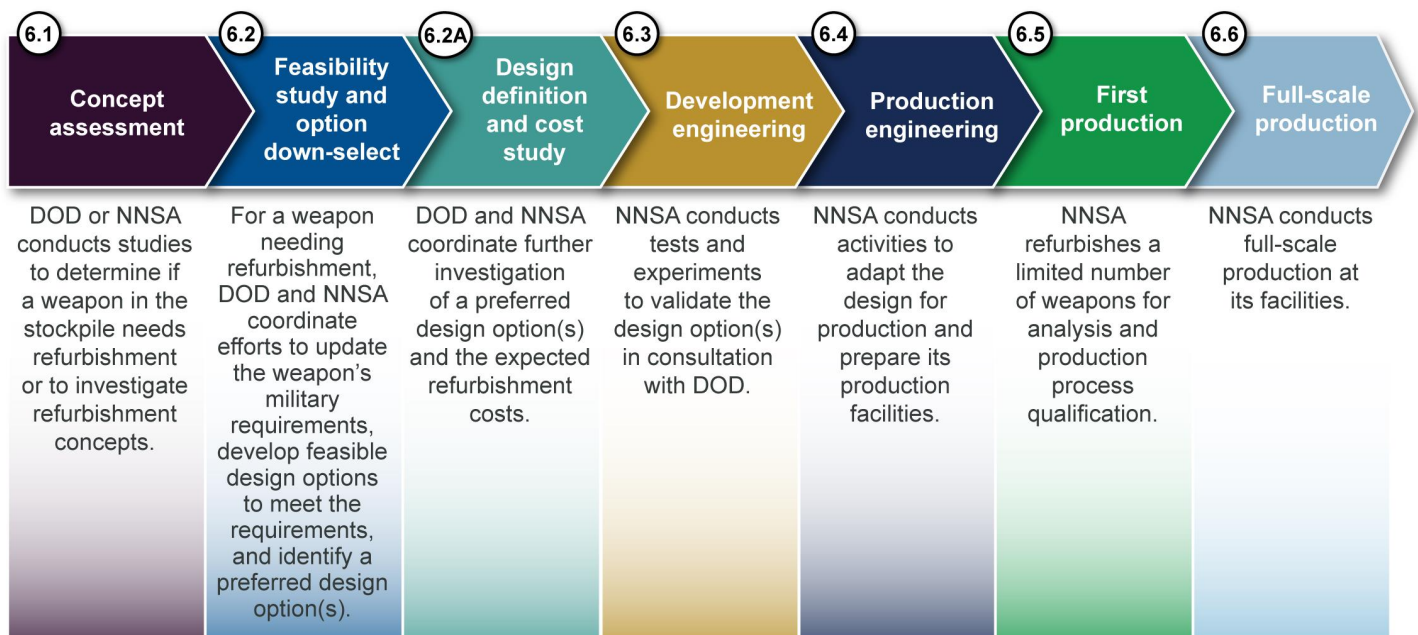 6.1
Concept
assessment
DOD or NNSA
conducts studies
to determine if
a weapon in the
stockpile needs
refurbishment
or to investigate
refurbishment
concepts.
6.2
Feasibility
study and
option
down-select
For a weapon
needing
refurbishment,
DOD and NNSA
coordinate
efforts to update
the weapon’s
military
requirements,
develop feasible
design options
to meet the
requirements,
and identify a
preferred design
option(s).
6.2A
Design
definition
and cost
study
DOD and NNSA
coordinate further
investigation
of a preferred
design option(s)
and the expected
refurbishment
costs.
6.3
Development
engineering
NNSA conducts
tests and
experiments
to validate the
design option(s)
in consultation
with DOD.
6.4
Production
engineering
NNSA conducts
activities to
adapt the
design for
production and
prepare its
production
facilities.
6.5
First
production
NNSA
refurbishes a
limited number
of weapons for
analysis and
production
process
qualification.
6.6
Full-scale
production
NNSA conducts
full-scale
production at
its facilities.